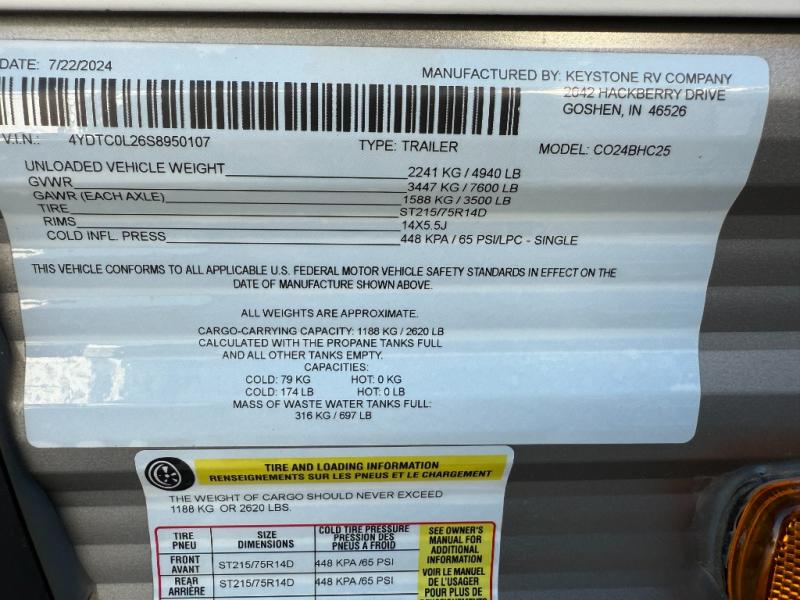 DATE: 7/22/2024
MANUFACTURED BY: KEYSTONE RV COMPANY
2642 HACKBERRY DRIVE
GOSHEN, IN 46526
V.I.N.: 4YDTC0L26S8950107
TYPE: TRAILER
MODEL: CO24BHC25
UNLOADED VEHICLE WEIGHT 2241 KG / 4940 LB
GVWR 3447 KG / 7600 LB
GAWR (EACH AXLE) 1588 KG / 3500 LB
TIRE ST215/75R14D
RIMS 14X5.5J
COLD INFL. PRESS 448 KPA / 65 PSI/LPC - SINGLE
THIS VEHICLE CONFORMS TO ALL APPLICABLE U.S. FEDERAL MOTOR VEHICLE SAFETY STANDARDS IN EFFECT ON THE
DATE OF MANUFACTURE SHOWN ABOVE.
ALL WEIGHTS ARE APPROXIMATE.
CARGO-CARRYING CAPACITY: 1188 KG / 2620 LB
CALCULATED WITH THE PROPANE TANKS FULL
AND ALL OTHER TANKS EMPTY.
CAPACITIES:
COLD: 79 KG HOT: 0 KG
COLD: 174 LB HOT: 0 LB
MASS OF WASTE WATER TANKS FULL:
316 KG / 697 LB
TIRE AND LOADING INFORMATION
RENSEIGNEMENTS SUR LES PNEUS ET LE CHARGEMENT
THE WEIGHT OF CARGO SHOULD NEVER EXCEED
1188 KG OR 2620 LBS.
TIRE
PNEU
SIZE
DIMENSIONS
COLD TIRE PRESSURE
PRESSION DES
PNEUS A FROID
FRONT
AVANT
ST215/75R14D
448 KPA /65 PSI
REAR
ARRIÈRE
ST215/75R14D
448 KPA /65 PSI
SEE OWNER'S
MANUAL FOR
ADDITIONAL
INFORMATION
VOIR LE MANUEL
DE L'USAGER
POUR PLUS DE